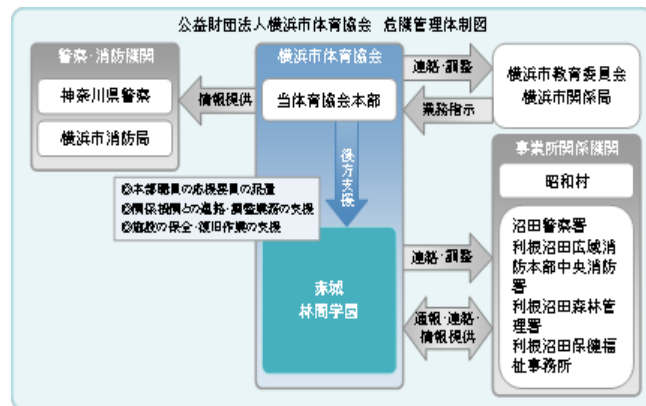 公益財団法人横浜市体育協会 危機管理体制図
警察・消防機関
神奈川県警察
横浜市消防局
情報提供
横浜市体育協会
当体育協会本部
後方支援
◎本部職員の応援要員の派遣
◎関係機関との連絡・調整業務の支援
◎施設の保全・復旧作業の支援
赤城
林間学園
連絡・調整
業務指示
横浜市教育委員会
横浜市関係局
事業所関係機関
昭和村
連絡・調整
通報・連絡・
情報提供
沼田警察署
利根沼田広域消
防本部中央消防
署
利根沼田森林管
理署
利根沼田保健福
祉事務所